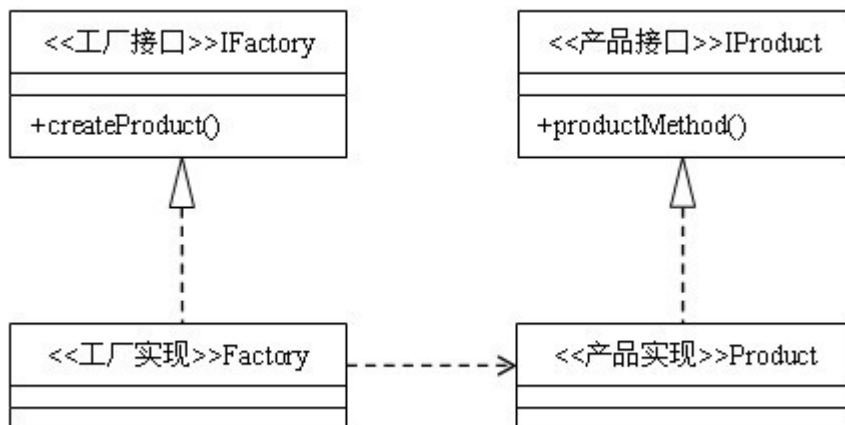 <<工厂接口>>IFactory
+createProduct()
<<产品接口>>IProduct
+productMethod()
<<工厂实现>>Factory
<<产品实现>>Product